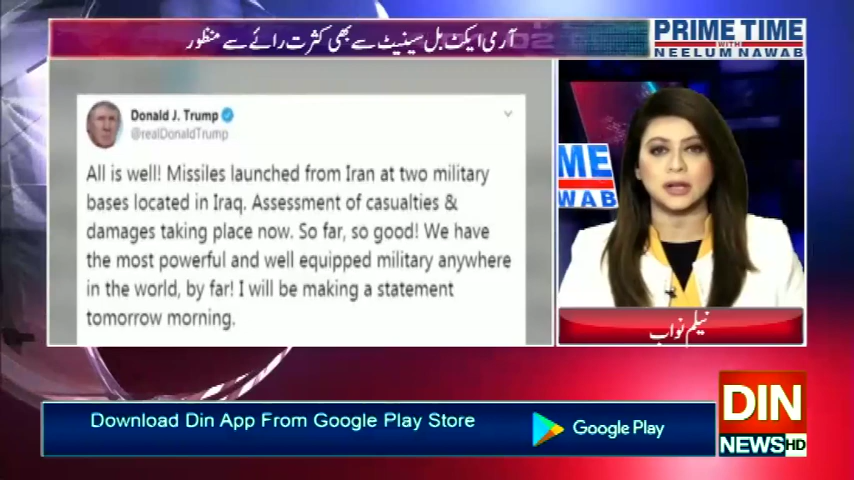 آرمی ایکٹ بل سینیٹ سے بھی کثرت رائے سے منظور
PRIME TIME
WITH
NEELUM NAWAB
Donald J. Trump
@realDonaldTrump
All is well! Missiles launched from Iran at two military
bases located in Iraq. Assessment of casualties &
damages taking place now. So far, so good! We have
the most powerful and well equipped military anywhere
in the world, by far! I will be making a statement
tomorrow morning.
ME
WAB
نیلم نواب
Download Din App From Google Play Store
Google Play
DIN
NEWS HD